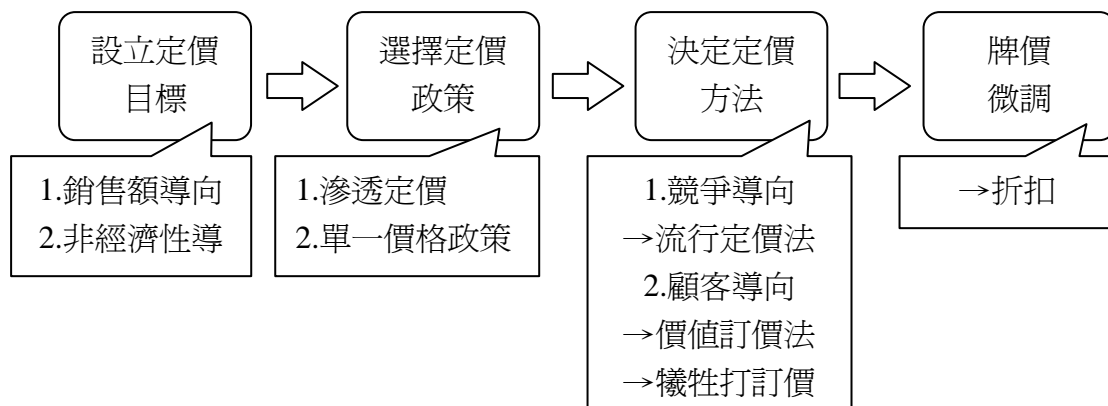 設立定價
目標
選擇定價
政策
決定定價
方法
牌價
微調
1.銷售額導向
2.非經濟性導
1.滲透定價
2.單一價格政策
1.競爭導向
→流行定價法
2.顧客導向
→價值訂價法
→犧牲打訂價
→折扣